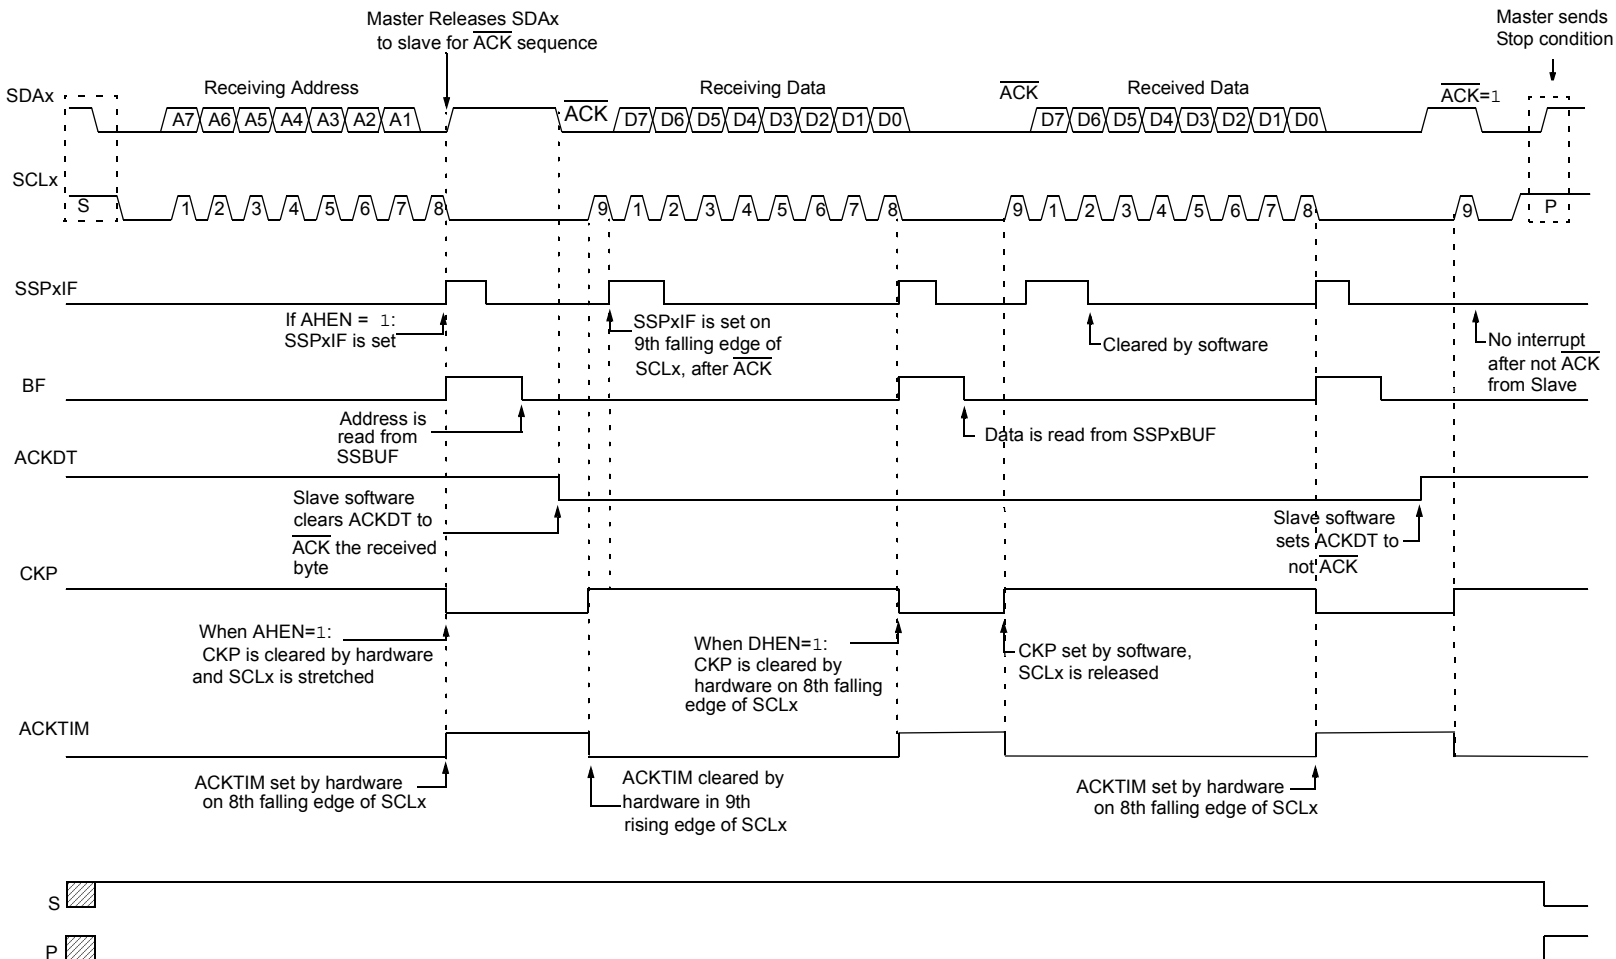 Master Releases SDAx
to slave for ACK sequence
Master sends
Stop condition
SDAx
Receiving Address
Receiving Data
ACK
Received Data
ACK=1
A7 A6 A5 A4 A3 A2 A1
ACK
D7 D6 D5 D4 D3 D2 D1 D0
D7 D6 D5 D4 D3 D2 D1 D0
SCLx
S
1 2 3 4 5 6 7 8
9 1 2 3 4 5 6 7 8
9 1 2 3 4 5 6 7 8
9
P
SSPxIF
If AHEN = 1:
SSPxIF is set
SSPxIF is set on
9th falling edge of
SCLx, after ACK
Cleared by software
No interrupt
after not ACK
from Slave
BF
Address is
read from
SSBUF
Data is read from SSPxBUF
ACKDT
Slave software
clears ACKDT to
ACK the received
byte
Slave software
sets ACKDT to
not ACK
CKP
When AHEN=1:
CKP is cleared by hardware
and SCLx is stretched
When DHEN=1:
CKP is cleared by
hardware on 8th falling
edge of SCLx
CKP set by software,
SCLx is released
ACKTIM
ACKTIM set by hardware
on 8th falling edge of SCLx
ACKTIM cleared by
hardware in 9th
rising edge of SCLx
ACKTIM set by hardware
on 8th falling edge of SCLx
S
P